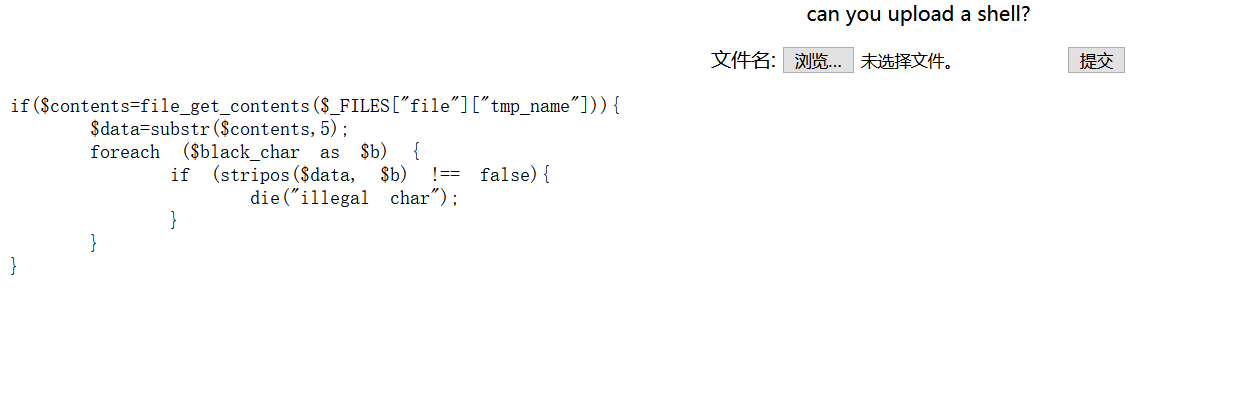 can you upload a shell?
文件名: 浏览... 未选择文件。 提交
if($contents=file_get_contents($_FILES["file"]["tmp_name"])){
$data=substr($contents,5);
foreach ($black_char as $b) {
if (stripos($data, $b) !== false){
die("illegal char");
}
}
}